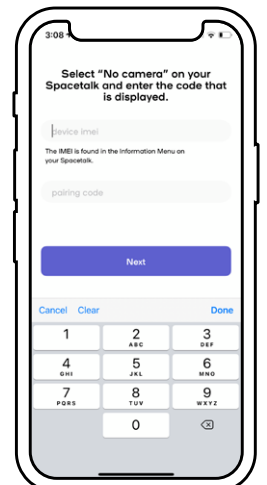 3:08
Select “No camera” on your
Spacetalk and enter the code that
is displayed.
device imei
The IMEI is found in the Information Menu on
your Spacetalk.
pairing code
Next
Cancel Clear Done
1 2 3
ABC DEF
4 5 6
GHI JKL MNO
7 8 9
PQRS TUV WXYZ
0